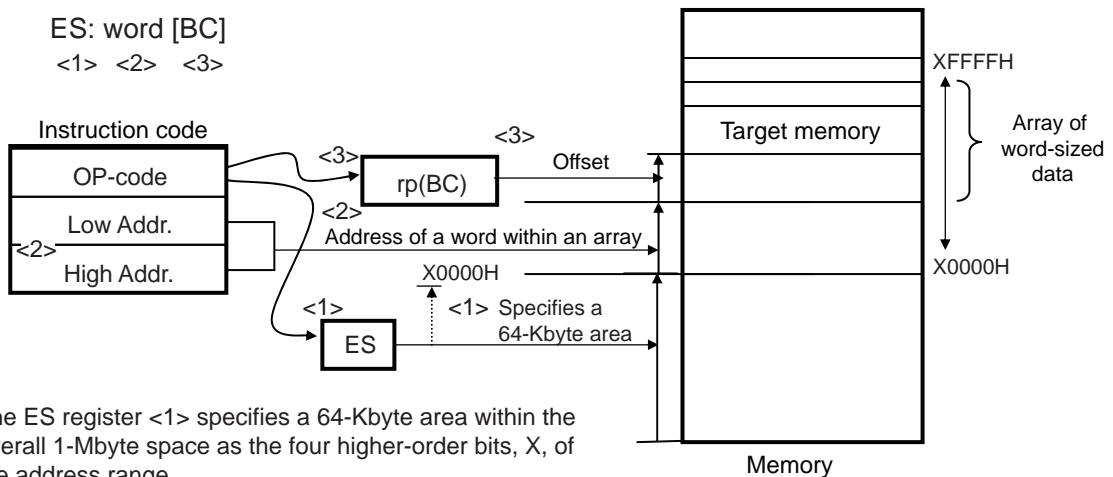 ES: word [BC]
<1> <2> <3>
XFFFFH
Instruction code
<3>
Target memory
Array of
word-sized
data
OP-code
<3>
rp(BC)
Offset
Low Addr.
<2>
Address of a word within an array
<2>
High Addr.
X0000H
X0000H
<1>
<1> Specifies a
64-Kbyte area
ES
ES register <1> specifies a 64-Kbyte area within the
overall 1-Mbyte space as the four higher-order bits, X, of
address range
Memory